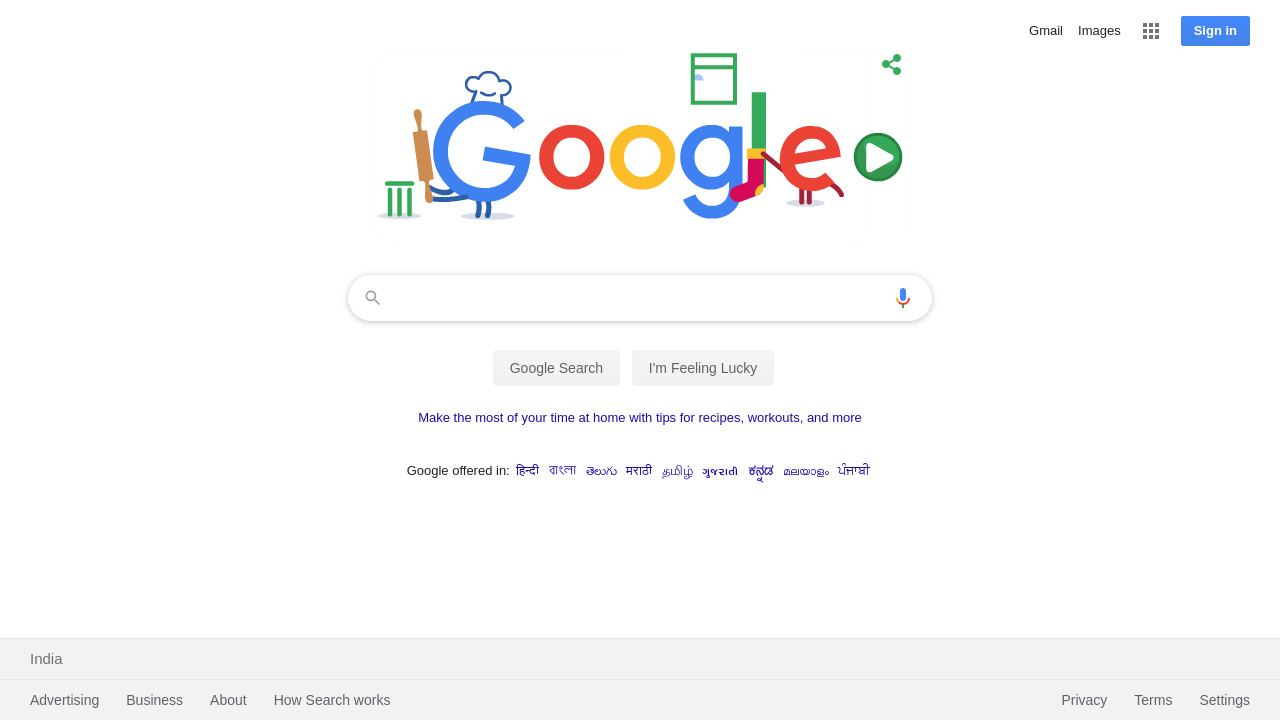 Gmail Images Sign in
Google
Google Search I'm Feeling Lucky
Make the most of your time at home with tips for recipes, workouts, and more
Google offered in: हिन्दी বাংলা తెలుగు मराठी தமிழ் ગુજરાતી ಕನ್ನಡ മലയാളം ਪੰਜਾਬੀ
India
Advertising Business About How Search works Privacy Terms Settings